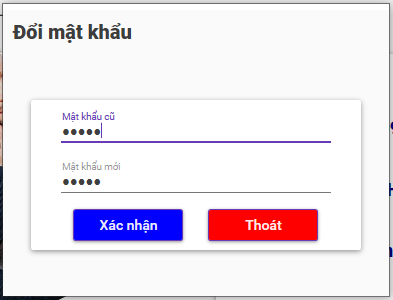 Đổi mật khẩu
Mật khẩu cũ
•••••
Mật khẩu mới
•••••
Xác nhận
Thoát